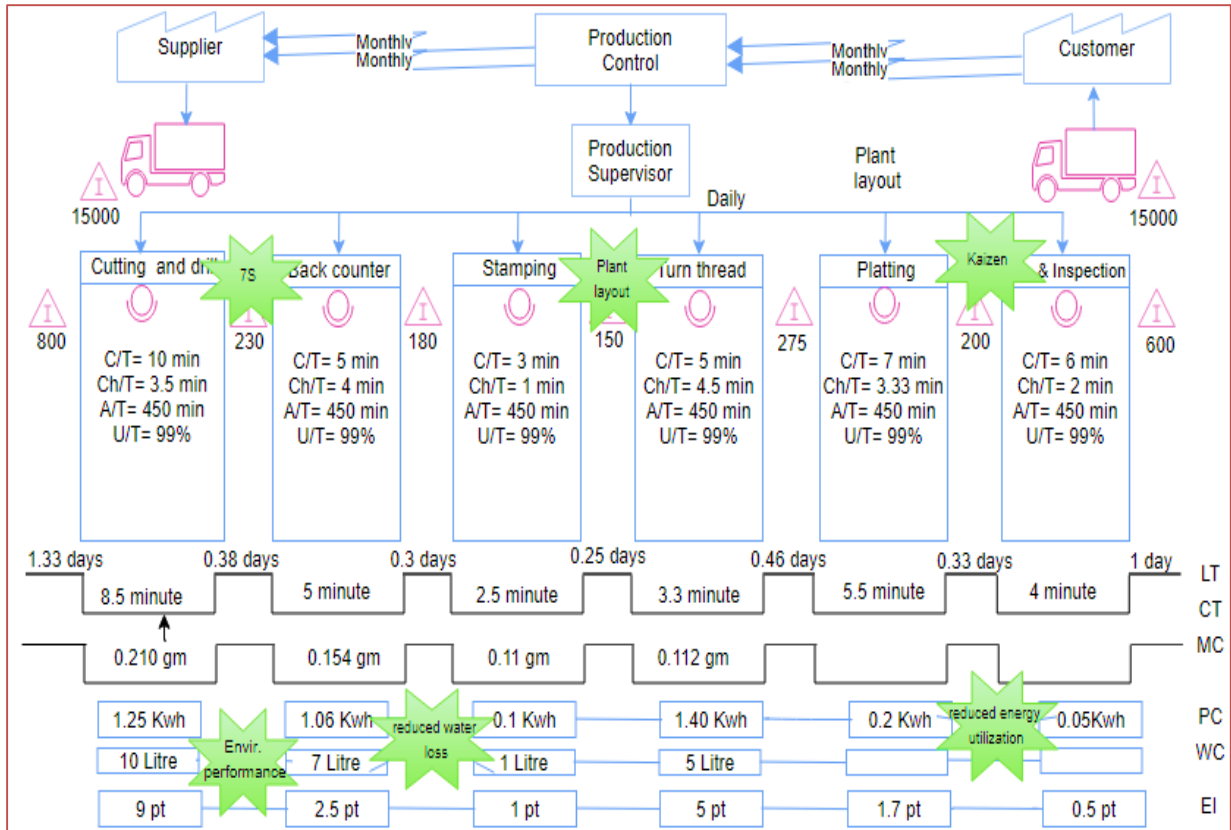 Supplier
Monthly
Monthly
Production
Control
Monthly
Monthly
Customer
Production
Supervisor
Plant
layout
Daily
15000
15000
Cutting and drill
7S
Back counter
Stamping
Plant
layout
Turn thread
Platting
Kaizen
& Inspection
I
I
I
I
I
I
I
I
I
800
230
180
150
275
200
600
C/T= 10 min
Ch/T= 3.5 min
A/T= 450 min
U/T= 99%
C/T= 5 min
Ch/T= 4 min
A/T= 450 min
U/T= 99%
C/T= 3 min
Ch/T= 1 min
A/T= 450 min
U/T= 99%
C/T= 5 min
Ch/T= 4.5 min
A/T= 450 min
U/T= 99%
C/T= 7 min
Ch/T= 3.33 min
A/T= 450 min
U/T= 99%
C/T= 6 min
Ch/T= 2 min
A/T= 450 min
U/T= 99%
1.33 days
0.38 days
0.3 days
0.25 days
0.46 days
0.33 days
1 day
LT
8.5 minute
5 minute
2.5 minute
3.3 minute
5.5 minute
4 minute
CT
0.210 gm
0.154 gm
0.11 gm
0.112 gm
MC
1.25 Kwh
1.06 Kwh
reduced water
loss
0.1 Kwh
1.40 Kwh
0.2 Kwh
reduced energy
utilization
0.05Kwh
PC
10 Litre
Envir.
performance
7 Litre
1 Litre
5 Litre
WC
9 pt
2.5 pt
1 pt
5 pt
1.7 pt
0.5 pt
EI